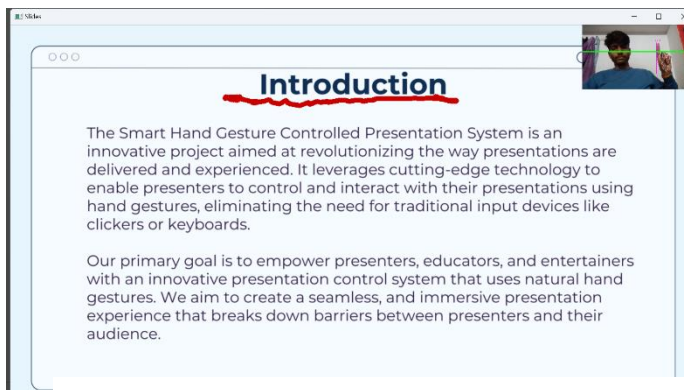 Slides
Introduction
The Smart Hand Gesture Controlled Presentation System is an
innovative project aimed at revolutionizing the way presentations are
delivered and experienced. It leverages cutting-edge technology to
enable presenters to control and interact with their presentations using
hand gestures, eliminating the need for traditional input devices like
clickers or keyboards.
Our primary goal is to empower presenters, educators, and entertainers
with an innovative presentation control system that uses natural hand
gestures. We aim to create a seamless, and immersive presentation
experience that breaks down barriers between presenters and their
audience.